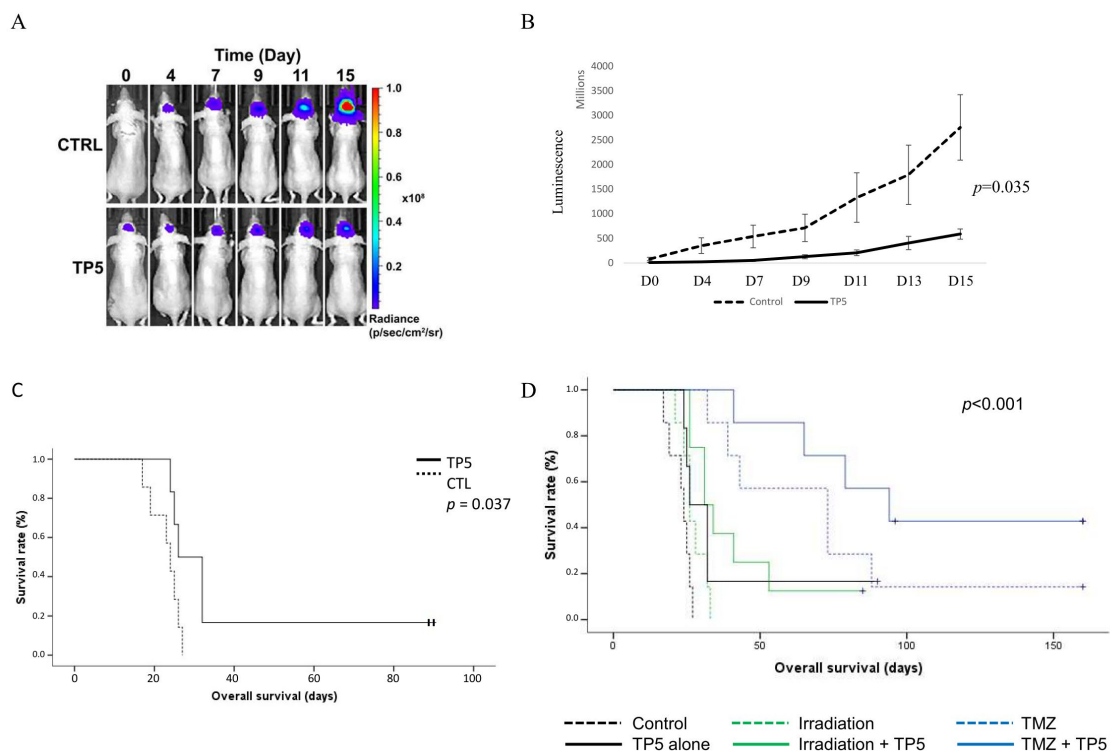 A
Time (Day)
0 4 7 9 11 15
CTRL
TP5
1.0
0.8
0.6
x10⁸
0.4
0.2
Radiance
(p/sec/cm²/sr)
B
Millions
Luminescence
4000
3500
3000
2500
2000
1500
1000
500
0
D0 D4 D7 D9 D11 D13 D15
p=0.035
Control TP5
C
Survival rate (%)
1.0
0.8
0.6
0.4
0.2
0.0
0 20 40 60 80 100
Overall survival (days)
TP5
CTL
p = 0.037
D
Survival rate (%)
1.0
0.8
0.6
0.4
0.2
0.0
0 50 100 150
Overall survival (days)
p<0.001
Control Irradiation TMZ
TP5 alone Irradiation + TP5 TMZ + TP5